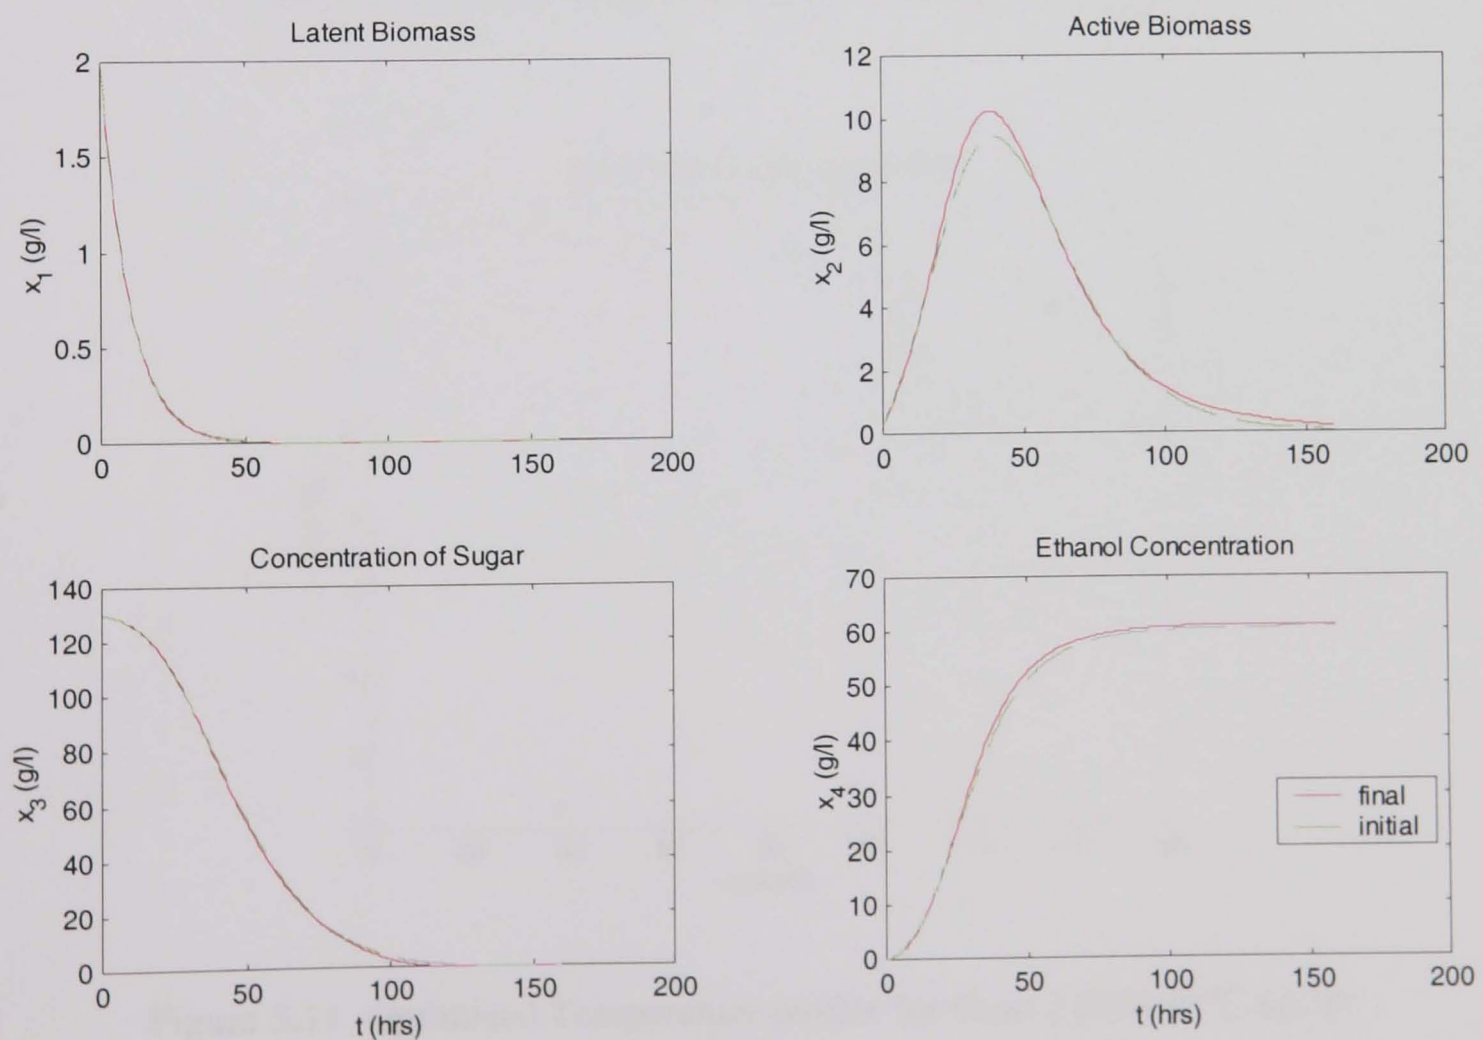 Latent Biomass
2
1.5
1
0.5
0
x1 (g/l)
0 50 100 150 200
Active Biomass
12
10
8
6
4
2
0
x2 (g/l)
0 50 100 150 200
Concentration of Sugar
140
120
100
80
60
40
20
0
x3 (g/l)
0 50 100 150 200
t (hrs)
Ethanol Concentration
70
60
50
40
30
20
10
0
x4 (g/l)
final
initial
0 50 100 150 200
t (hrs)